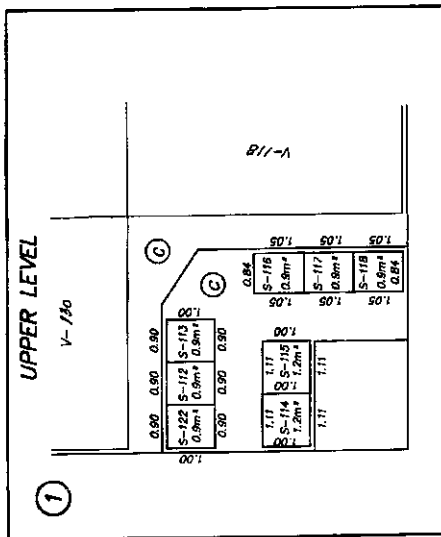 1
UPPER LEVEL
V-130
V-118
C
C
0.90
0.90
0.90
1.00
1.00
S-122
0.9m²
S-112
0.9m²
S-113
0.9m²
0.90
0.90
0.90
0.84
1.05
1.05
1.05
S-116
0.9m²
S-117
0.9m²
S-118
0.9m²
0.84
1.05
1.05
1.05
1.11
1.11
1.00
S-114
1.2m²
1.00
1.00
S-115
1.2m²
1.11
1.11